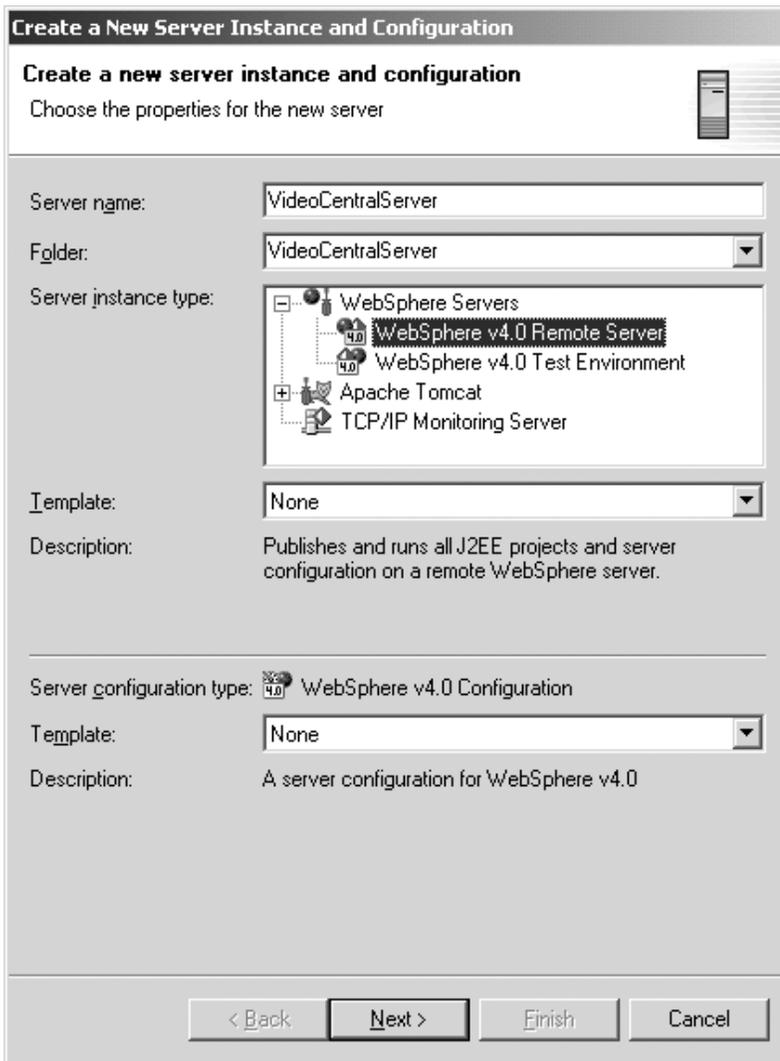 Create a New Server Instance and Configuration
Create a new server instance and configuration
Choose the properties for the new server
Server name: VideoCentralServer
Folder: VideoCentralServer
Server instance type: WebSphere Servers
WebSphere v4.0 Remote Server
WebSphere v4.0 Test Environment
Apache Tomcat
TCP/IP Monitoring Server
Template: None
Description: Publishes and runs all J2EE projects and server
configuration on a remote WebSphere server.
Server configuration type: WebSphere v4.0 Configuration
Template: None
Description: A server configuration for WebSphere v4.0
< Back Next > Finish Cancel